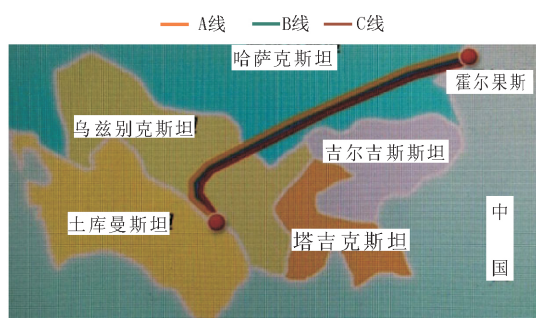 A线 B线 C线
哈萨克斯坦
霍尔果斯
乌兹别克斯坦
吉尔吉斯斯坦
土库曼斯坦
塔吉克斯坦
中
国